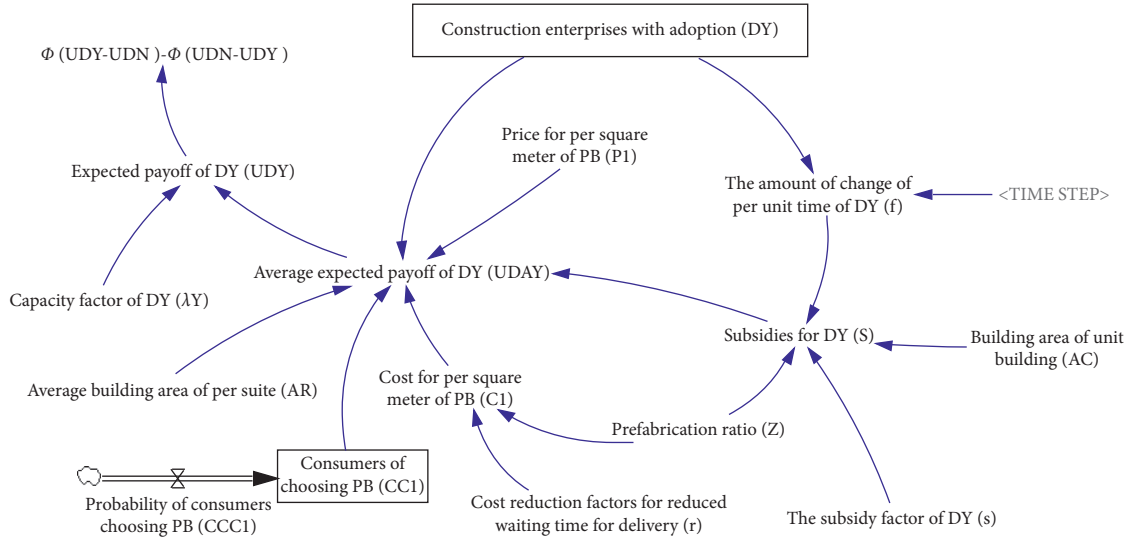 Construction enterprises with adoption (DY)
Φ (UDY-UDN )-Φ (UDN-UDY )
Price for per square
meter of PB (P1)
Expected payoff of DY (UDY)
The amount of change of
per unit time of DY (f)
<TIME STEP>
Average expected payoff of DY (UDAY)
Capacity factor of DY (λY)
Subsidies for DY (S)
Building area of unit
building (AC)
Average building area of per suite (AR)
Cost for per square
meter of PB (C1)
Prefabrication ratio (Z)
Consumers of
choosing PB (CC1)
Probability of consumers
choosing PB (CCC1)
Cost reduction factors for reduced
waiting time for delivery (r)
The subsidy factor of DY (s)